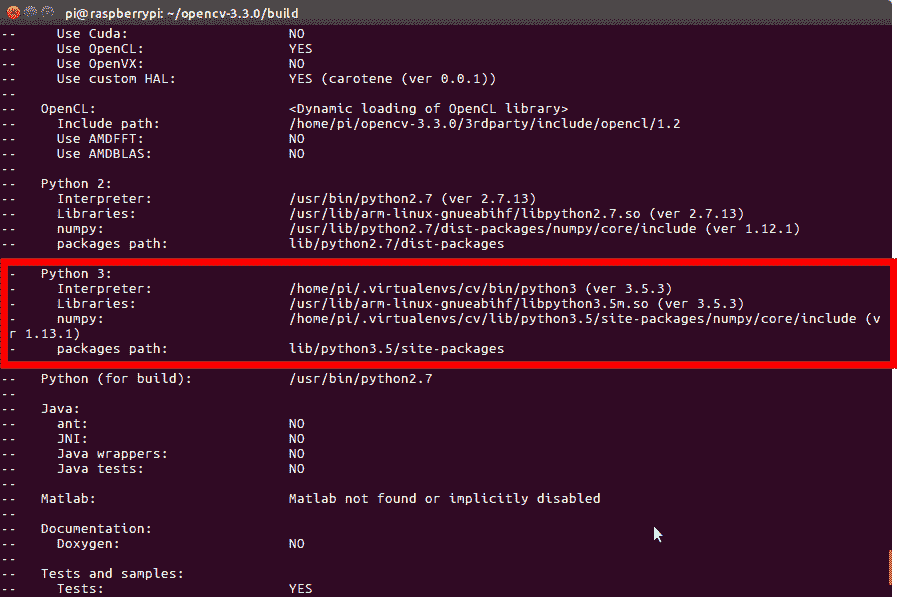 pi@raspberrypi: ~/opencv-3.3.0/build
-- Use Cuda: NO
-- Use OpenCL: YES
-- Use OpenVX: NO
-- Use custom HAL: YES (carotene (ver 0.0.1))
--
-- OpenCL: <Dynamic loading of OpenCL library>
-- Include path: /home/pi/opencv-3.3.0/3rdparty/include/opencl/1.2
-- Use AMDFFT: NO
-- Use AMDBLAS: NO
--
-- Python 2:
-- Interpreter: /usr/bin/python2.7 (ver 2.7.13)
-- Libraries: /usr/lib/arm-linux-gnueabihf/libpython2.7.so (ver 2.7.13)
-- numpy: /usr/lib/python2.7/dist-packages/numpy/core/include (ver 1.12.1)
-- packages path: lib/python2.7/dist-packages
- Python 3:
- Interpreter: /home/pi/.virtualenvs/cv/bin/python3 (ver 3.5.3)
- Libraries: /usr/lib/arm-linux-gnueabihf/libpython3.5m.so (ver 3.5.3)
- numpy: /home/pi/.virtualenvs/cv/lib/python3.5/site-packages/numpy/core/include (v
r 1.13.1)
- packages path: lib/python3.5/site-packages
-- Python (for build): /usr/bin/python2.7
--
-- Java:
-- ant: NO
-- JNI: NO
-- Java wrappers: NO
-- Java tests: NO
--
-- Matlab: Matlab not found or implicitly disabled
--
-- Documentation:
-- Doxygen: NO
--
-- Tests and samples:
-- Tests: YES